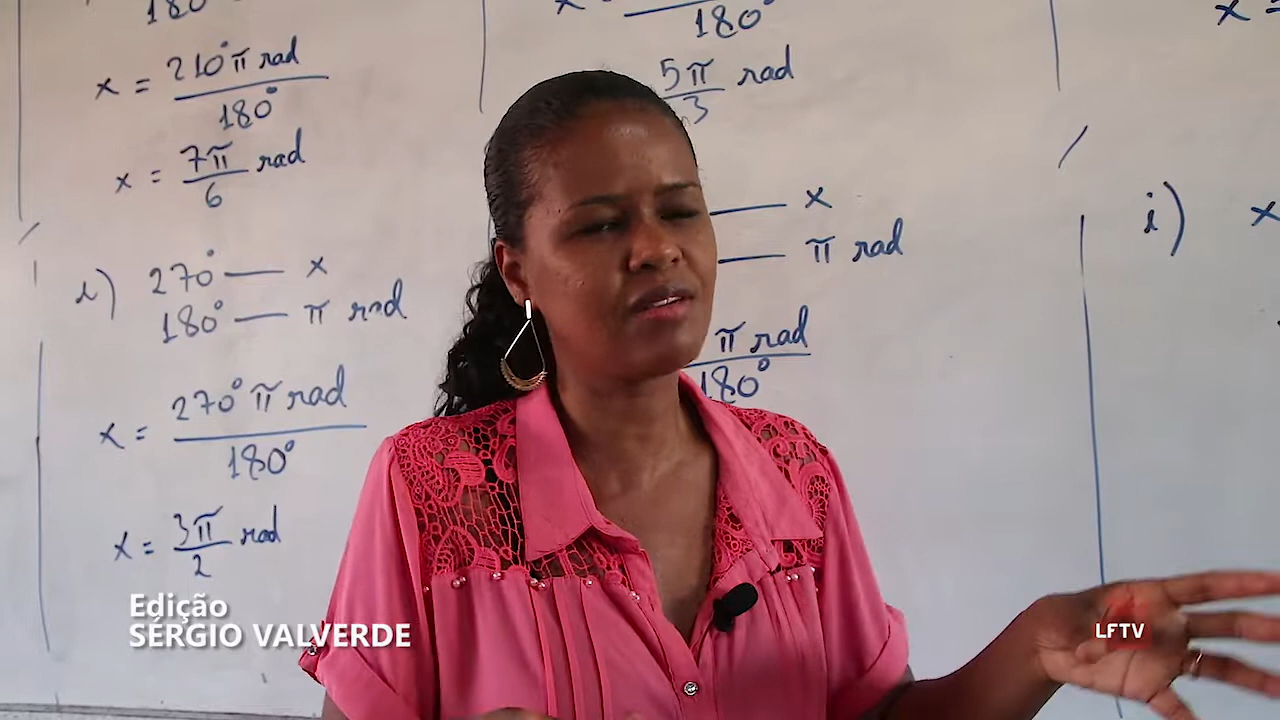 180°
x = 210° π rad
180°
x = 7π rad
6
i) 270° — x
180° — π rad
x = 270° π rad
180°
x = 3π rad
2
180°
5π rad
3
— x
— π rad
π rad
180°
x =
i) x
Edição
SÉRGIO VALVERDE
LFTV